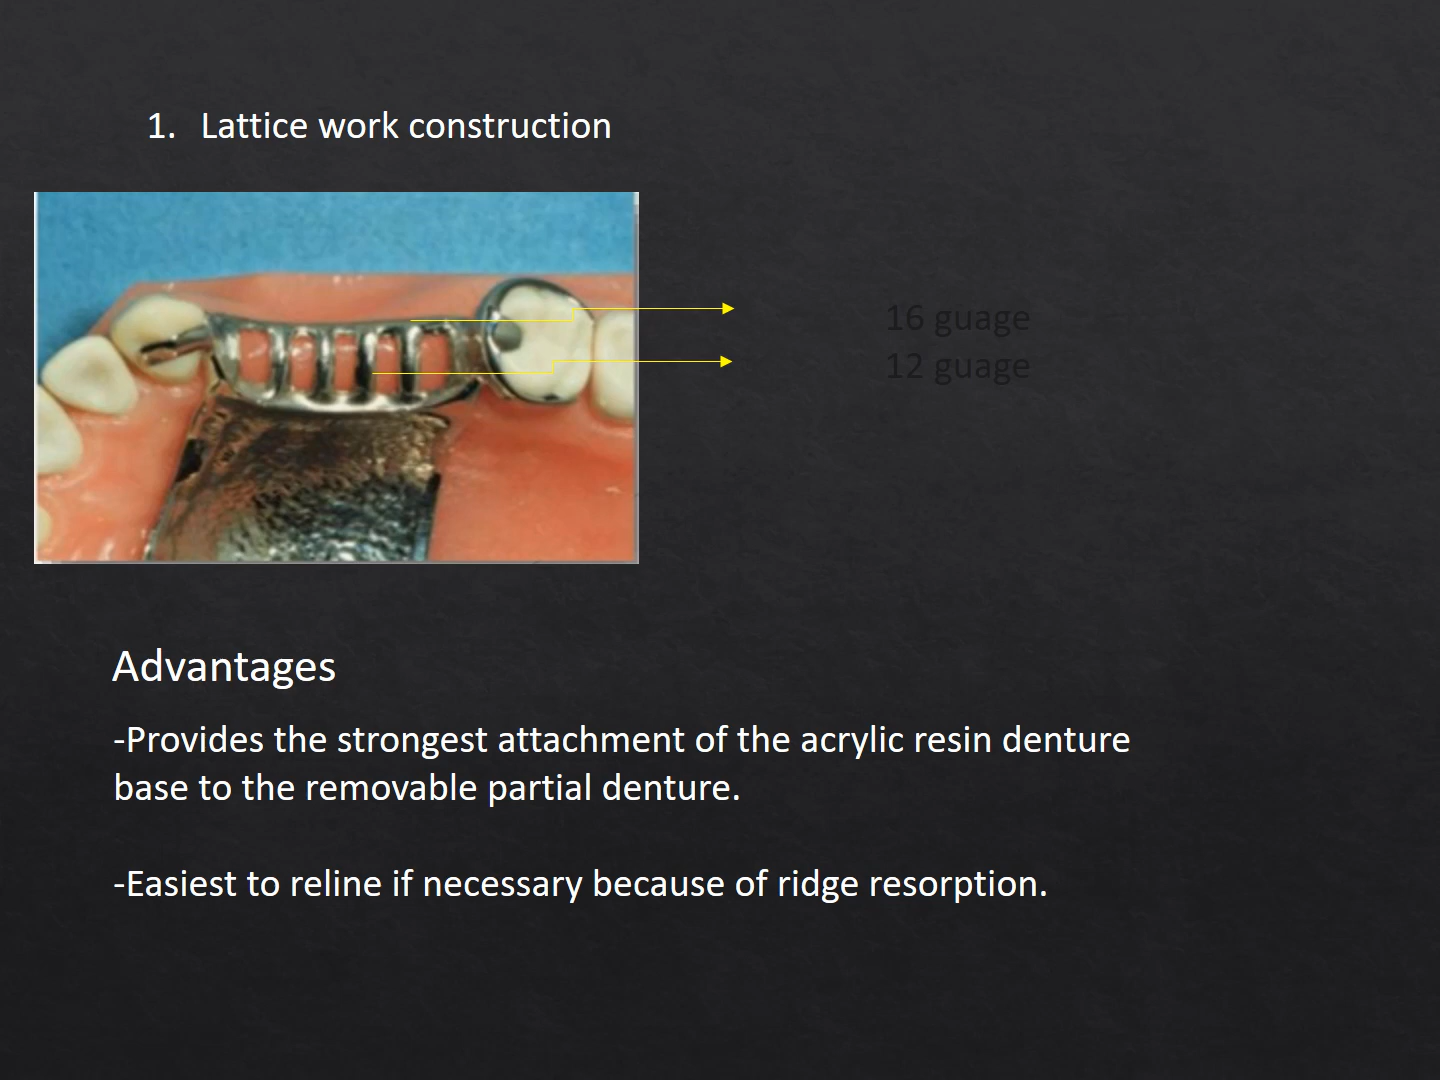 1. Lattice work construction
16 guage
12 guage
Advantages
-Provides the strongest attachment of the acrylic resin denture
base to the removable partial denture.
-Easiest to reline if necessary because of ridge resorption.